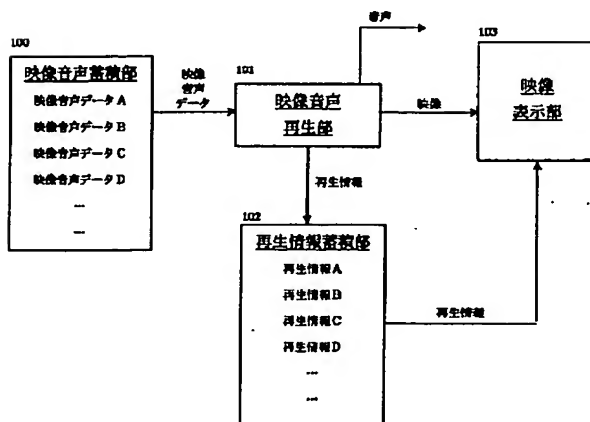 100
映像音声蓄積部
映像音声データA
映像音声データB
映像音声データC
映像音声データD
…
…
映像
音声
データ
101
映像音声
再生部
音声
映像
103
映像
表示部
再生情報
102
再生情報蓄積部
再生情報A
再生情報B
再生情報C
再生情報D
…
…
再生情報